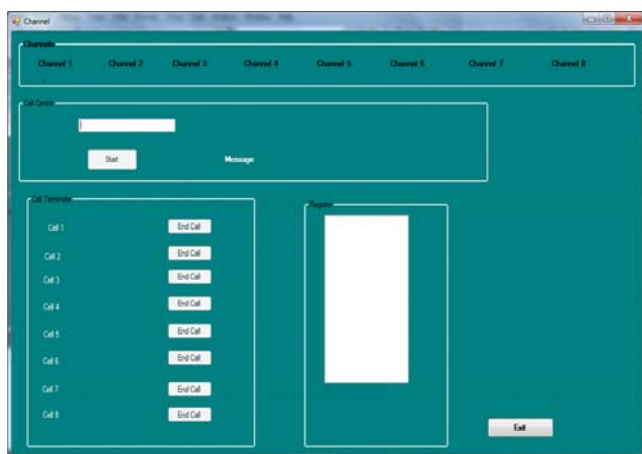 Channel
Channels
Channel 1 Channel 2 Channel 3 Channel 4 Channel 5 Channel 6 Channel 7 Channel 8
Call Centre
Start Message
Call Terminate
Register
Cell 1 End Call
Cell 2 End Call
Cell 3 End Call
Cell 4 End Call
Cell 5 End Call
Cell 6 End Call
Cell 7 End Call
Cell 8 End Call
Exit